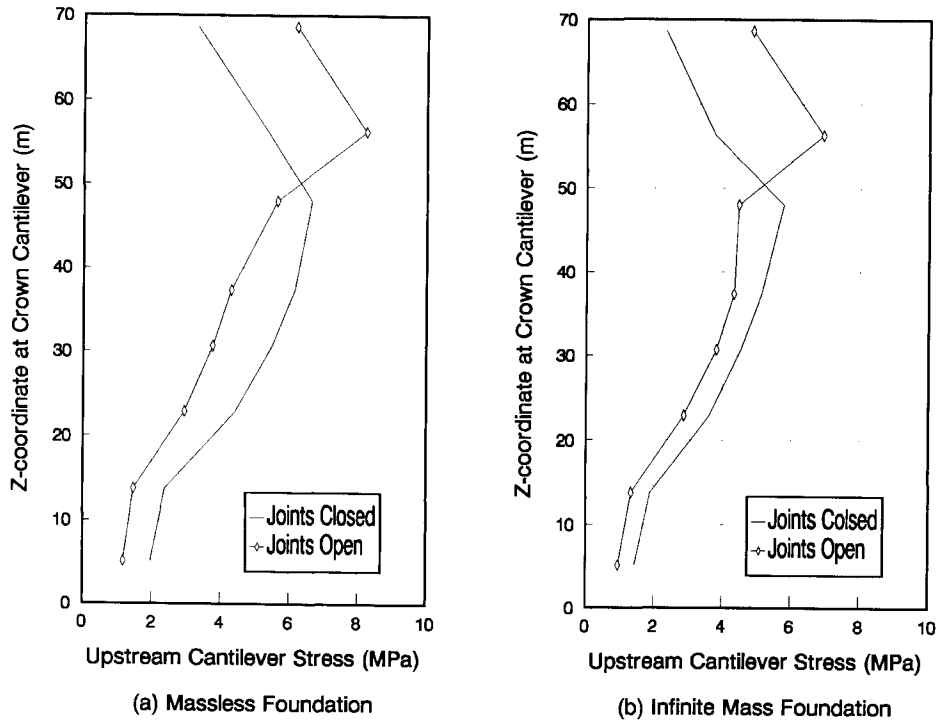 70
60
50
40
30
20
10
0
0 2 4 6 8 10
Z-coordinate at Crown Cantilever (m)
Joints Closed
Joints Open
Upstream Cantilever Stress (MPa)
(a) Massless Foundation
70
60
50
40
30
20
10
0
0 2 4 6 8 10
Z-coordinate at Crown Cantilever (m)
Joints Colsed
Joints Open
Upstream Cantilever Stress (MPa)
(b) Infinite Mass Foundation